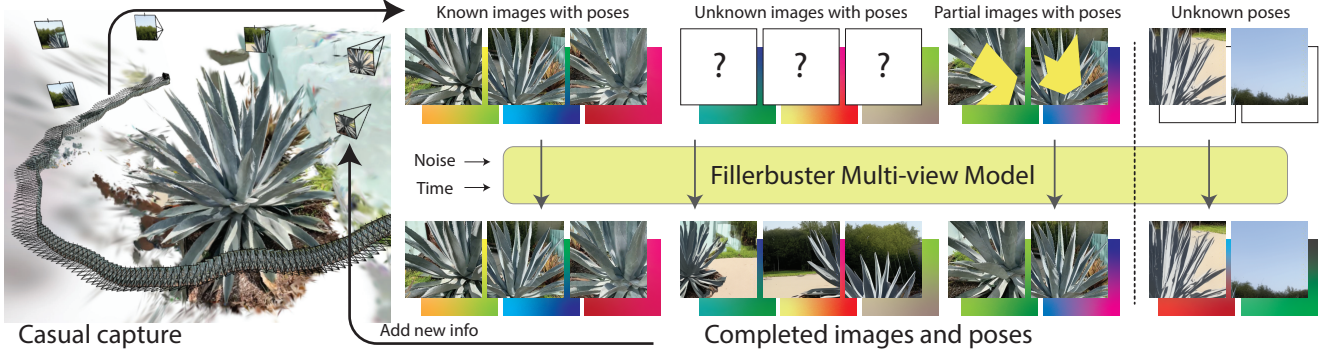 Known images with poses
Unknown images with poses
Partial images with poses
Unknown poses
? ? ?
Noise
Time
Fillerbuster Multi-view Model
Add new info
Casual capture
Completed images and poses